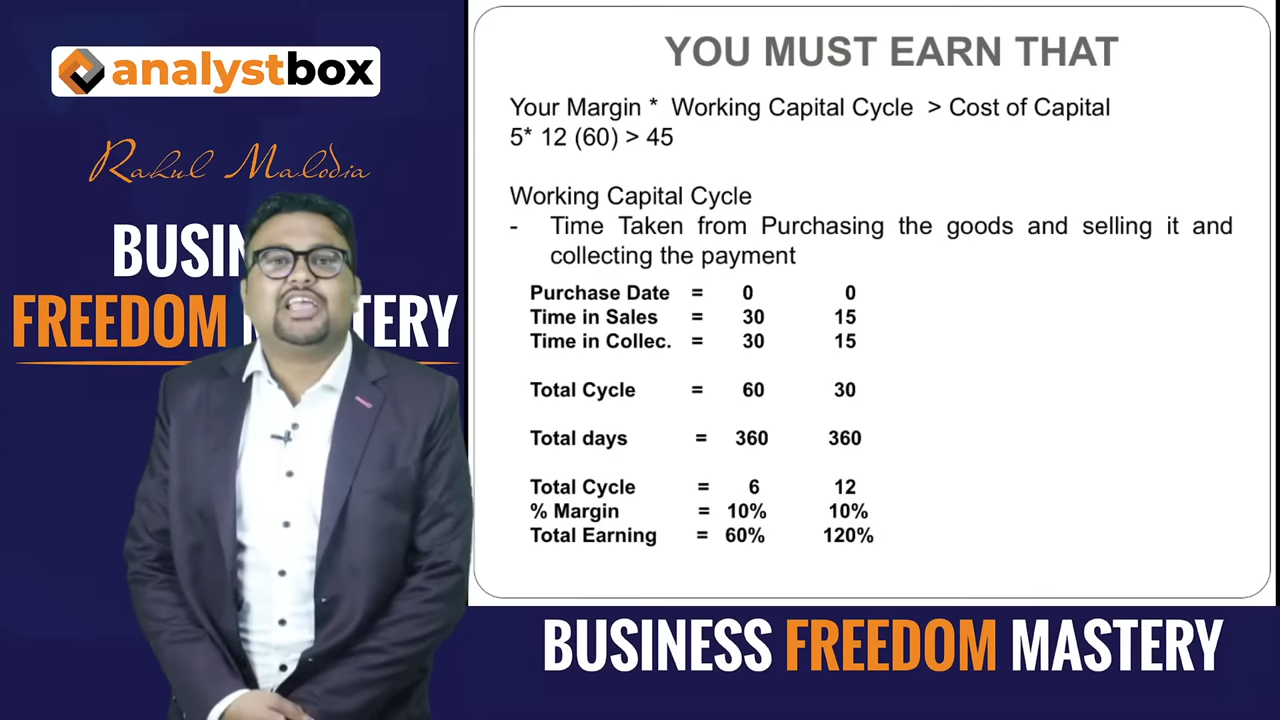 analystbox
Rahul Malodia
BUSIN
FREEDOM M TERY
YOU MUST EARN THAT
Your Margin * Working Capital Cycle > Cost of Capital
5* 12 (60) > 45
Working Capital Cycle
- Time Taken from Purchasing the goods and selling it and
collecting the payment
Purchase Date = 0 0
Time in Sales = 30 15
Time in Collec. = 30 15
Total Cycle = 60 30
Total days = 360 360
Total Cycle = 6 12
% Margin = 10% 10%
Total Earning = 60% 120%
BUSINESS FREEDOM MASTERY